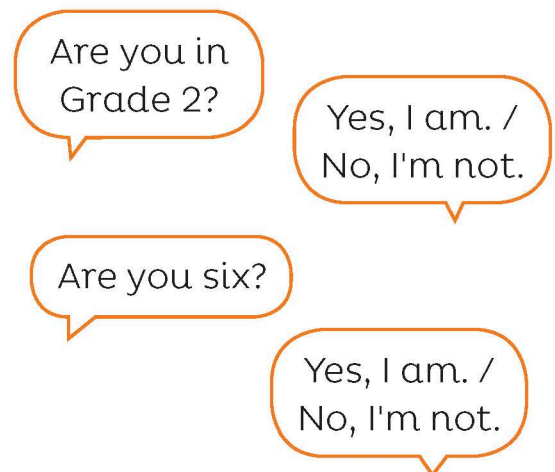 Are you in
Grade 2?
Yes, I am. /
No, I'm not.
Are you six?
Yes, I am. /
No, I'm not.